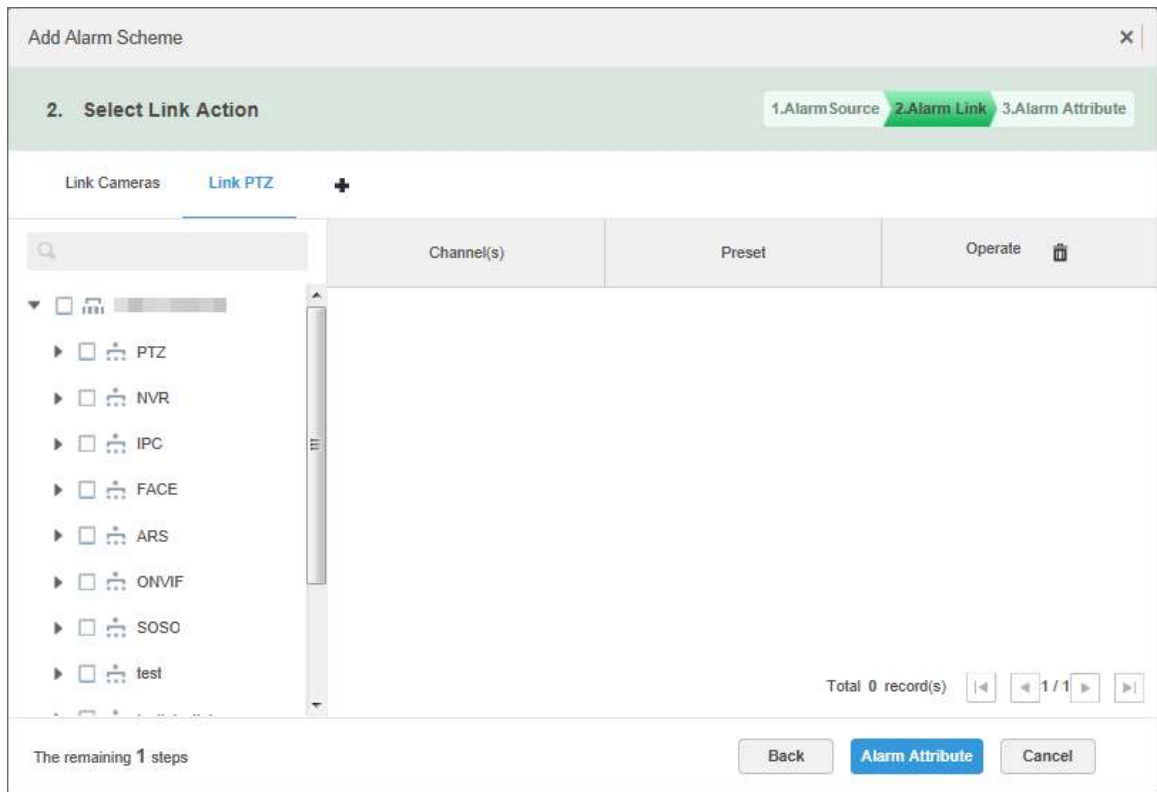 Add Alarm Scheme
2. Select Link Action
1.Alarm Source 2.Alarm Link 3.Alarm Attribute
Link Cameras Link PTZ
Channel(s) Preset Operate
PTZ
NVR
IPC
FACE
ARS
ONVIF
SOSO
test
Total 0 record(s) 1 / 1
The remaining 1 steps Back Alarm Attribute Cancel